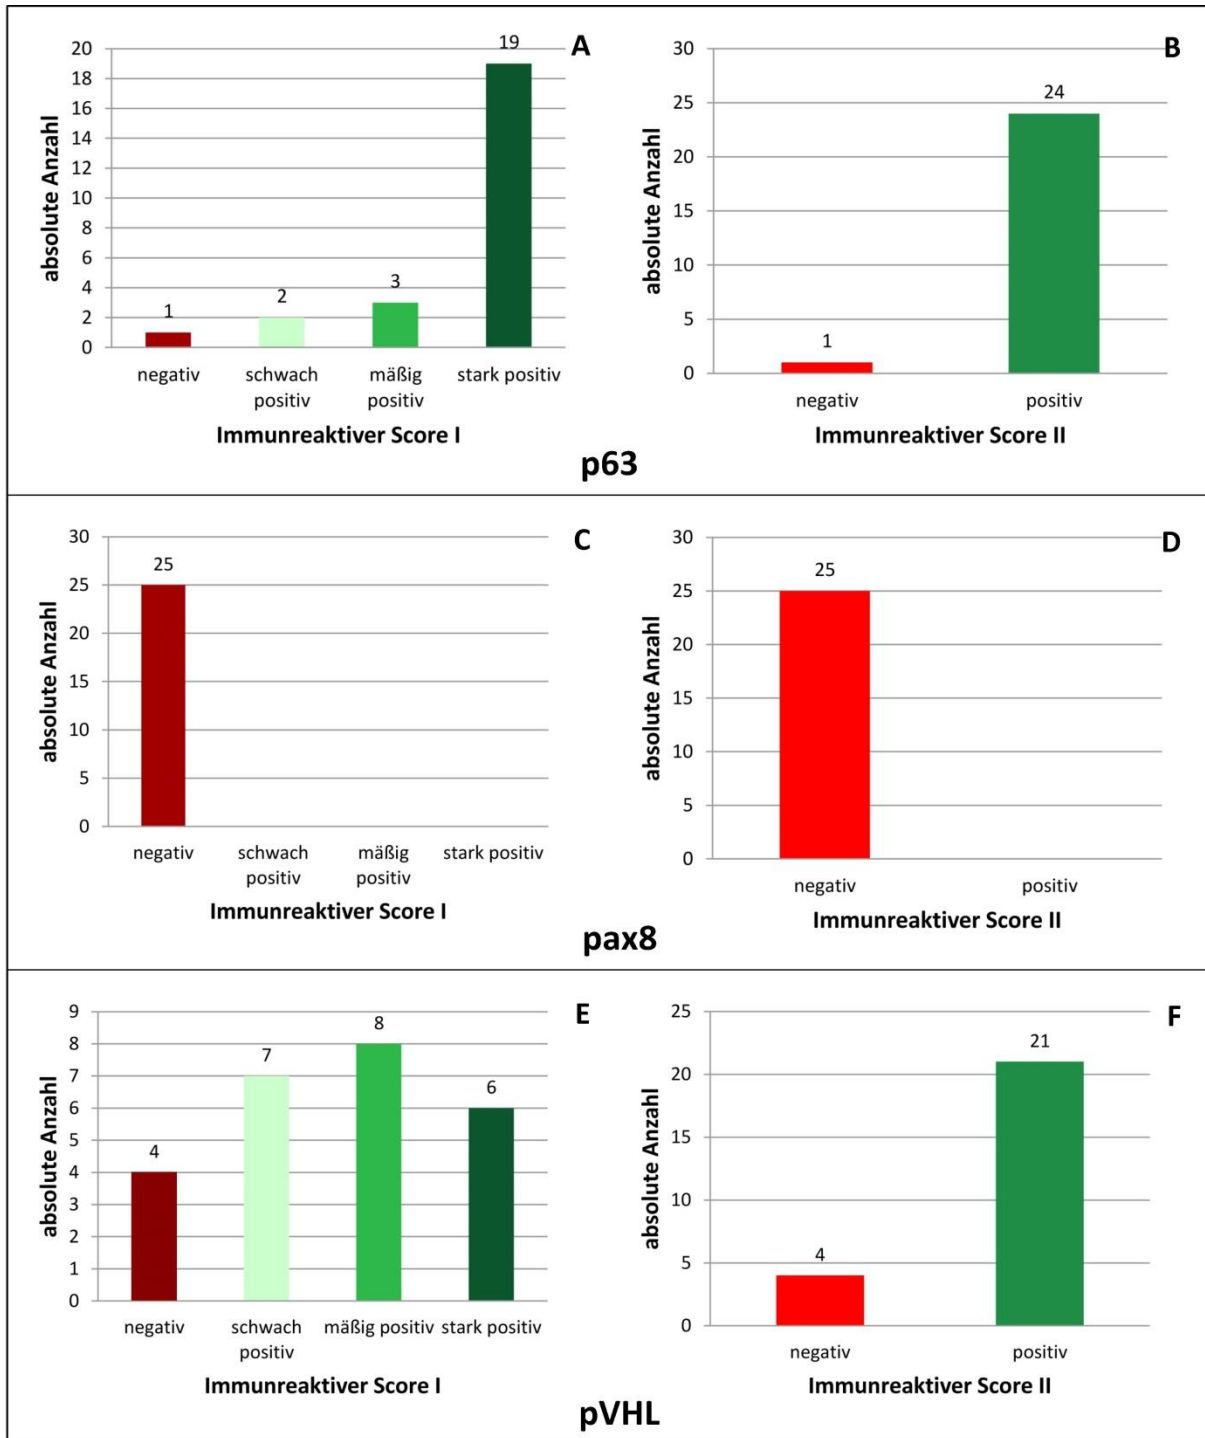 A
absolute Anzahl
20
18
16
14
12
10
8
6
4
2
0
1
2
3
19
negativ
schwach
positiv
mäßig
positiv
stark positiv
Immunreaktiver Score I
B
absolute Anzahl
30
25
20
15
10
5
0
1
24
negativ
positiv
Immunreaktiver Score II
p63
C
absolute Anzahl
30
25
20
15
10
5
0
25
negativ
schwach
positiv
mäßig
positiv
stark positiv
Immunreaktiver Score I
D
absolute Anzahl
30
25
20
15
10
5
0
25
negativ
positiv
Immunreaktiver Score II
pax8
E
absolute Anzahl
9
8
7
6
5
4
3
2
1
0
4
7
8
6
negativ
schwach
positiv
mäßig positiv
stark positiv
Immunreaktiver Score I
F
absolute Anzahl
25
20
15
10
5
0
4
21
negativ
positiv
Immunreaktiver Score II
pVHL